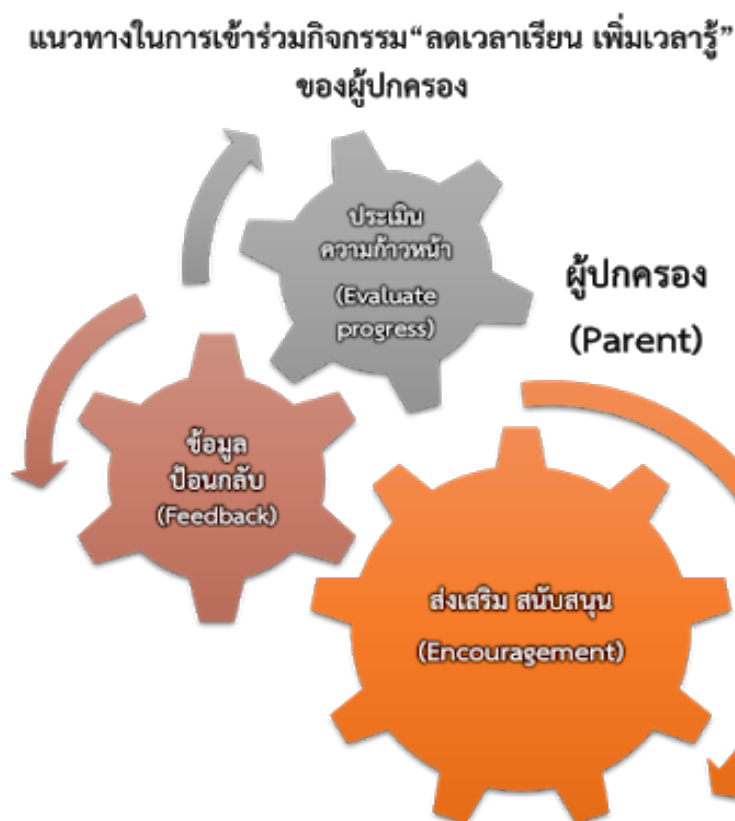 แนวทางในการเข้าร่วมกิจกรรม“ลดเวลาเรียน เพิ่มเวลารู้”
ของผู้ปกครอง
ประเมิน
ความก้าวหน้า
(Evaluate
progress)
ผู้ปกครอง
(Parent)
ข้อมูล
ป้อนกลับ
(Feedback)
ส่งเสริม สนับสนุน
(Encouragement)